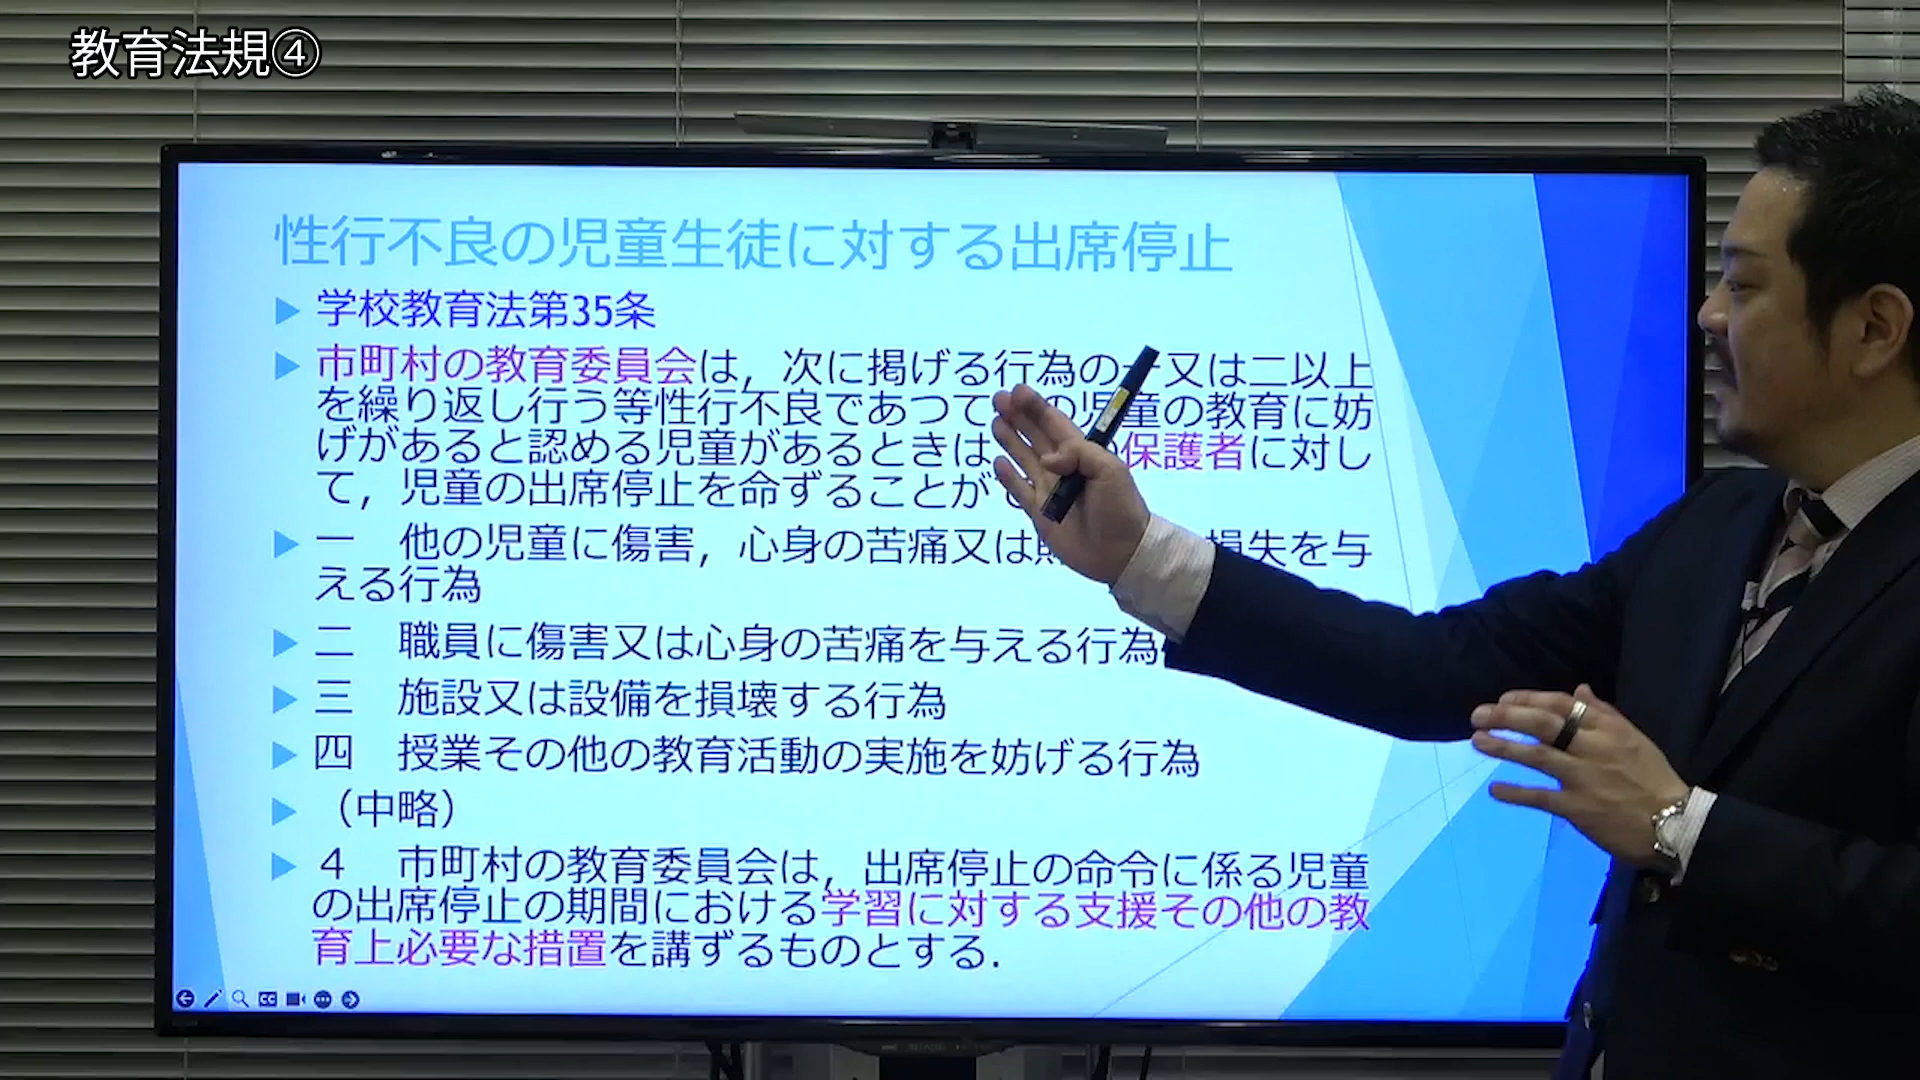 教育法規④
性行不良の児童生徒に対する出席停止
学校教育法第35条
市町村の教育委員会は，次に掲げる行為の一又は二以上
を繰り返し行う等性行不良であつて の児童の教育に妨
げがあると認める児童があるときは 保護者に対し
て，児童の出席停止を命ずることが
一　他の児童に傷害，心身の苦痛又は 損失を与
える行為
二　職員に傷害又は心身の苦痛を与える行為
三　施設又は設備を損壊する行為
四　授業その他の教育活動の実施を妨げる行為
（中略）
４　市町村の教育委員会は，出席停止の命令に係る児童
の出席停止の期間における学習に対する支援その他の教
育上必要な措置を講ずるものとする．